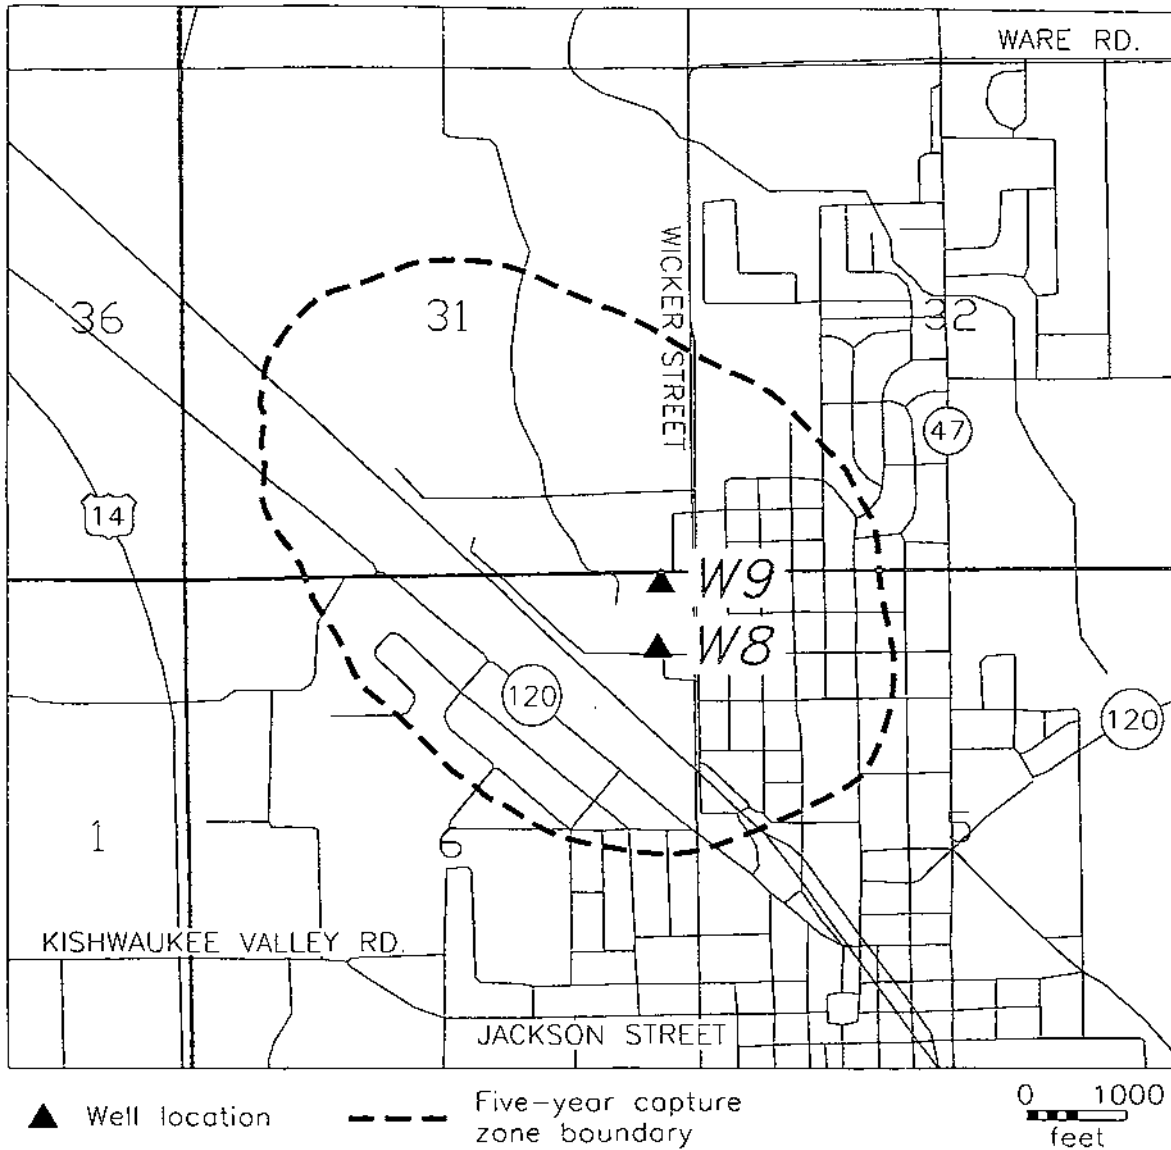 WARE RD.
WICKER STREET
36
31
32
47
14
W9
W8
120
120
1
KISHWAUKEE VALLEY RD.
JACKSON STREET
Well location
Five-year capture
zone boundary
0 1000
feet